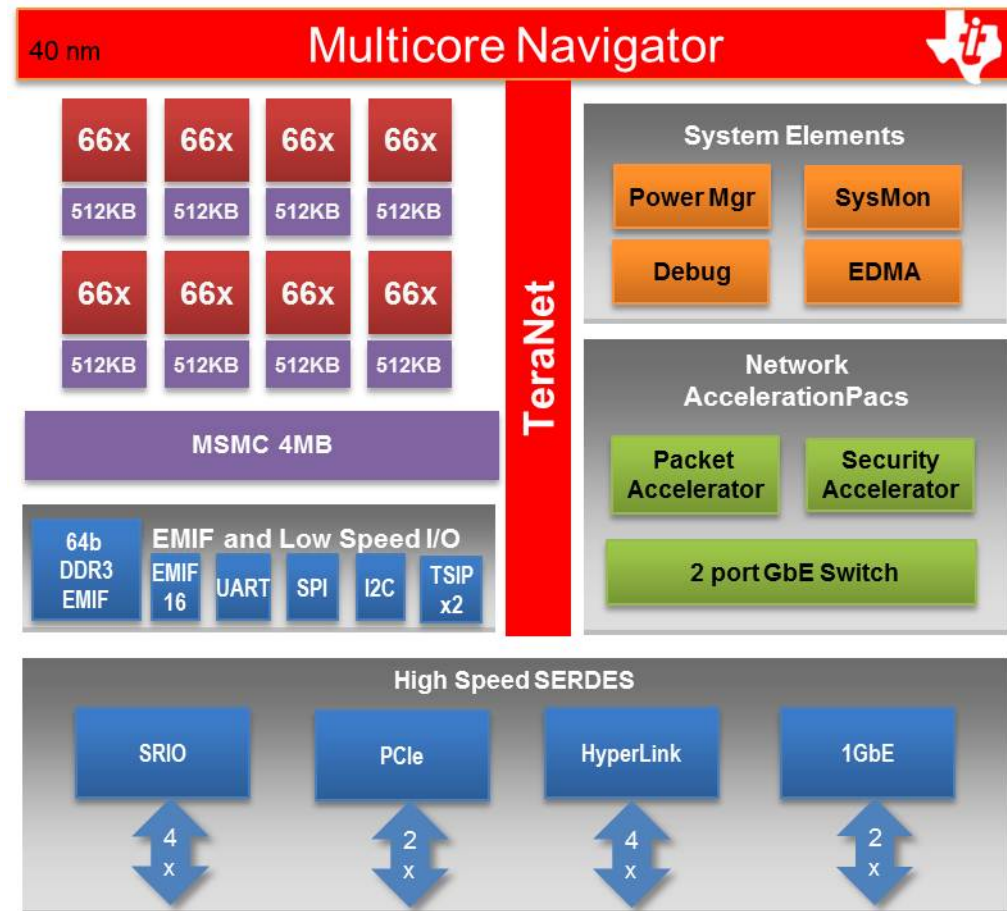 40 nm
Multicore Navigator
ti
66x 66x 66x 66x
512KB 512KB 512KB 512KB
66x 66x 66x 66x
512KB 512KB 512KB 512KB
MSMC 4MB
EMIF and Low Speed I/O
64b
DDR3
EMIF
EMIF
16
UART
SPI
I2C
TSIP
x2
TeraNet
System Elements
Power Mgr
SysMon
Debug
EDMA
Network
AccelerationPacs
Packet
Accelerator
Security
Accelerator
2 port GbE Switch
High Speed SERDES
SRIO
PCIe
HyperLink
1GbE
4
x
2
x
4
x
2
x